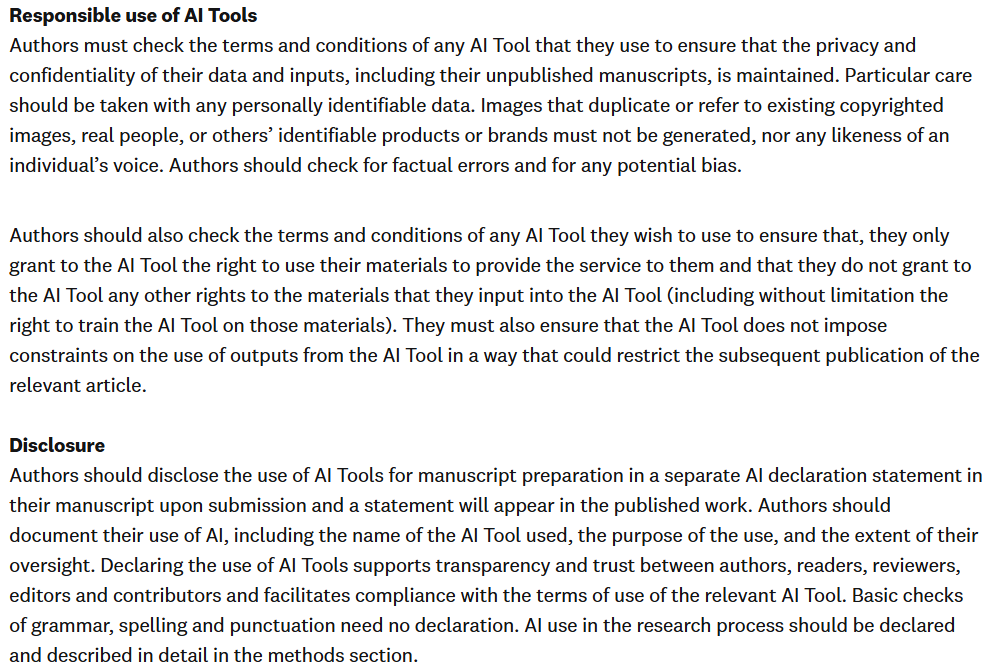 Responsible use of AI Tools
Authors must check the terms and conditions of any AI Tool that they use to ensure that the privacy and
confidentiality of their data and inputs, including their unpublished manuscripts, is maintained. Particular care
should be taken with any personally identifiable data. Images that duplicate or refer to existing copyrighted
images, real people, or others’ identifiable products or brands must not be generated, nor any likeness of an
individual’s voice. Authors should check for factual errors and for any potential bias.
Authors should also check the terms and conditions of any AI Tool they wish to use to ensure that, they only
grant to the AI Tool the right to use their materials to provide the service to them and that they do not grant to
the AI Tool any other rights to the materials that they input into the AI Tool (including without limitation the
right to train the AI Tool on those materials). They must also ensure that the AI Tool does not impose
constraints on the use of outputs from the AI Tool in a way that could restrict the subsequent publication of the
relevant article.
Disclosure
Authors should disclose the use of AI Tools for manuscript preparation in a separate AI declaration statement in
their manuscript upon submission and a statement will appear in the published work. Authors should
document their use of AI, including the name of the AI Tool used, the purpose of the use, and the extent of their
oversight. Declaring the use of AI Tools supports transparency and trust between authors, readers, reviewers,
editors and contributors and facilitates compliance with the terms of use of the relevant AI Tool. Basic checks
of grammar, spelling and punctuation need no declaration. AI use in the research process should be declared
and described in detail in the methods section.